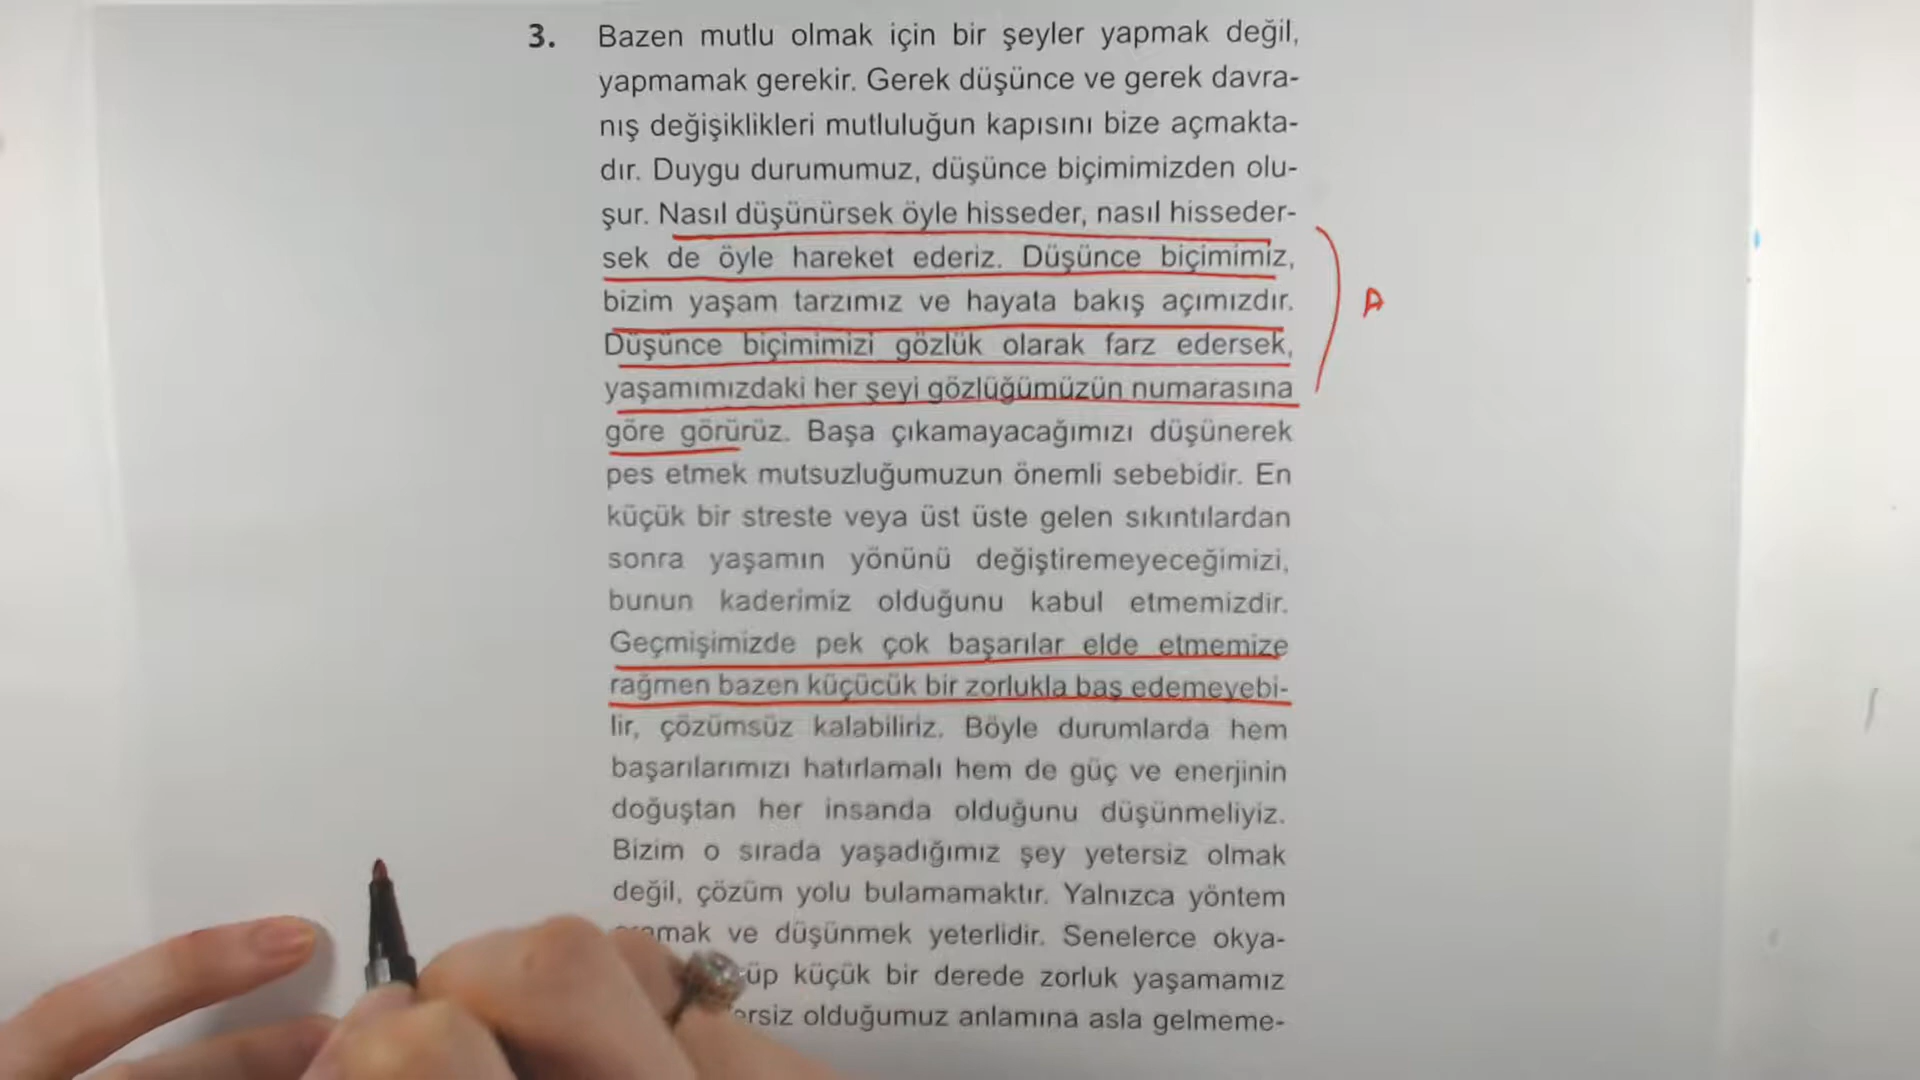 3. Bazen mutlu olmak için bir şeyler yapmak değil,
yapmamak gerekir. Gerek düşünce ve gerek davra-
nış değişiklikleri mutluluğun kapısını bize açmakta-
dır. Duygu durumumuz, düşünce biçimimizden olu-
şur. Nasıl düşünürsek öyle hisseder, nasıl hisseder-
sek de öyle hareket ederiz. Düşünce biçimimiz,
bizim yaşam tarzımız ve hayata bakış açımızdır.
A
Düşünce biçimimizi gözlük olarak farz edersek,
yaşamımızdaki her şeyi gözlüğümüzün numarasına
göre görürüz. Başa çıkamayacağımızı düşünerek
pes etmek mutsuzluğumuzun önemli sebebidir. En
küçük bir streste veya üst üste gelen sıkıntılardan
sonra yaşamın yönünü değiştiremeyeceğimizi,
bunun kaderimiz olduğunu kabul etmemizdir.
Geçmişimizde pek çok başarılar elde etmemize
rağmen bazen küçücük bir zorlukla baş edemeyebi-
lir, çözümsüz kalabiliriz. Böyle durumlarda hem
başarılarımızı hatırlamalı hem de güç ve enerjinin
doğuştan her insanda olduğunu düşünmeliyiz.
Bizim o sırada yaşadığımız şey yetersiz olmak
değil, çözüm yolu bulamamaktır. Yalnızca yöntem
ve düşünmek yeterlidir. Senelerce okya-
küçük bir derede zorluk yaşamamız
olduğumuz anlamına asla gelmeme-